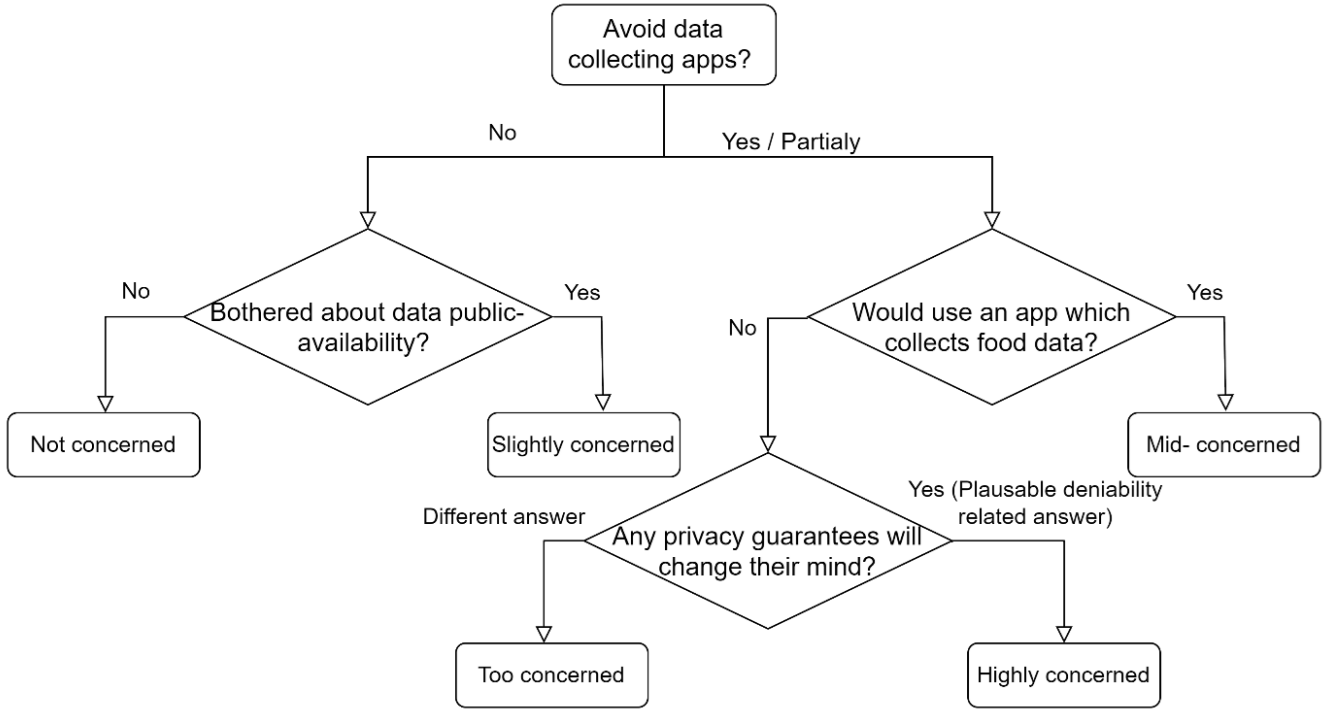 Avoid data
collecting apps?
No
Yes / Partialy
No
Bothered about data public-
availability?
Yes
No
Would use an app which
collects food data?
Yes
Not concerned
Slightly concerned
Mid- concerned
Different answer
Any privacy guarantees will
change their mind?
Yes (Plausable deniability
related answer)
Too concerned
Highly concerned